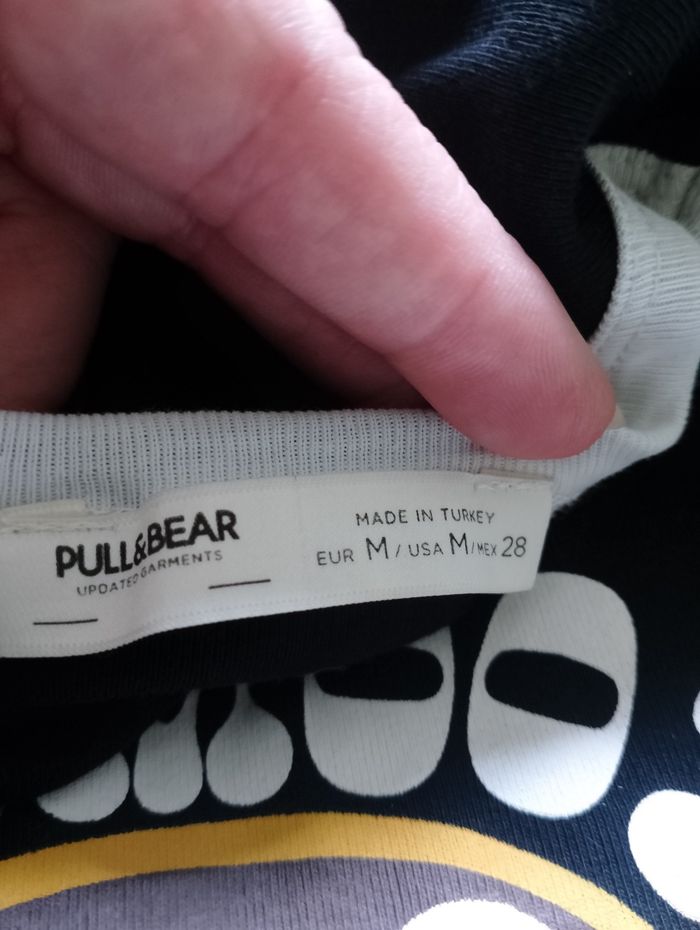 PULL&BEAR
UPDATED GARMENTS
MADE IN TURKEY
EUR M / USA M / MEX 28